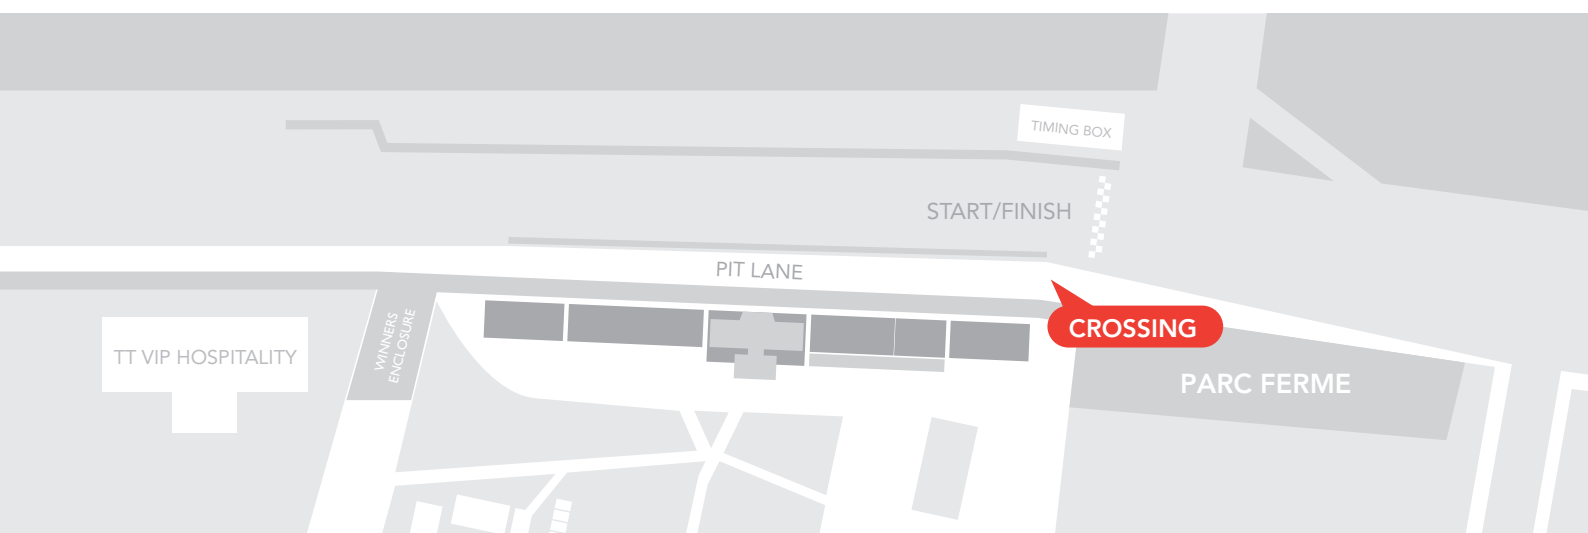 TIMING BOX
START/FINISH
PIT LANE
CROSSING
WINNERS
ENCLOSURE
TT VIP HOSPITALITY
PARC FERME